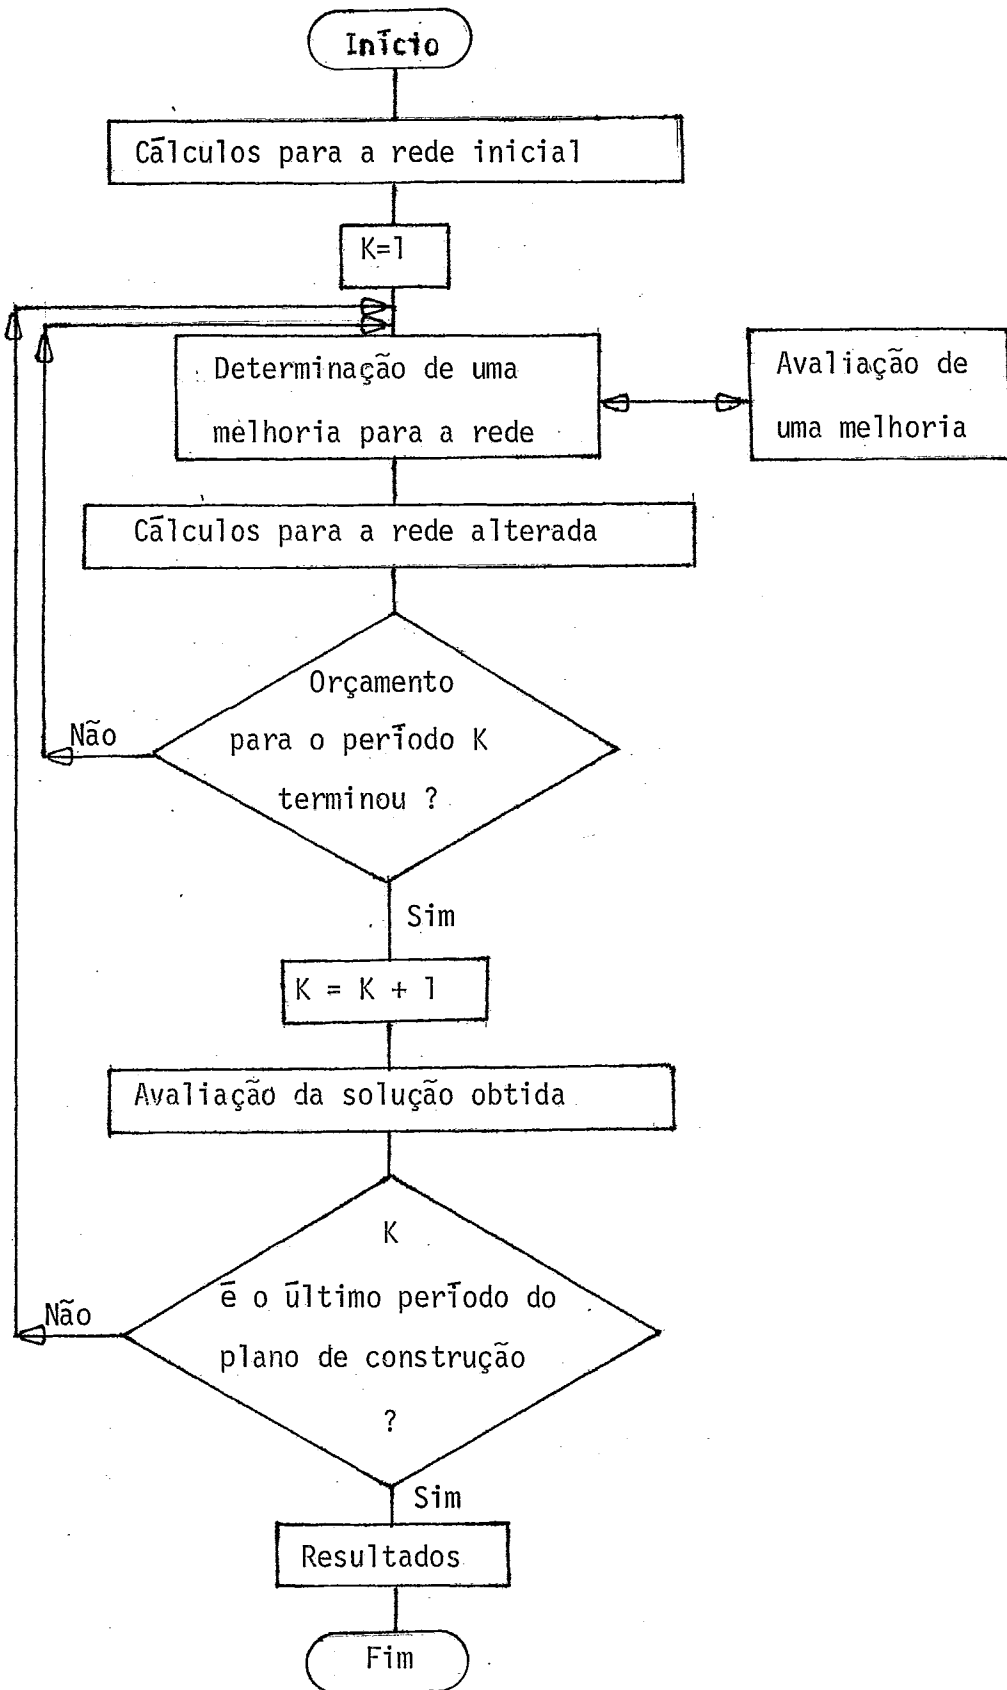 Início
Cálculos para a rede inicial
K=1
Determinação de uma
melhoria para a rede
Avaliação de
uma melhoria
Cálculos para a rede alterada
Orçamento
para o período K
terminou ?
Não
Sim
K = K + 1
Avaliação da solução obtida
K
é o último período do
plano de construção
?
Não
Sim
Resultados
Fim